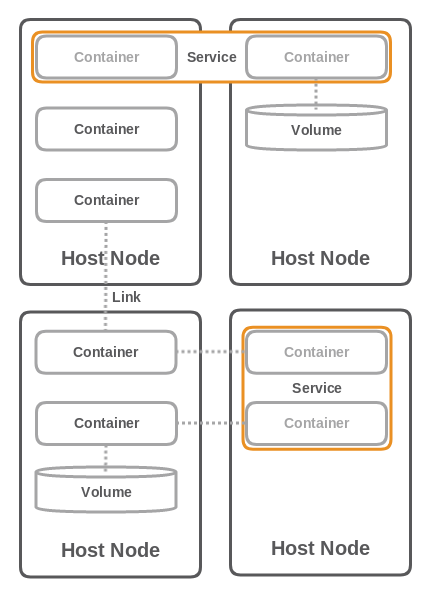 Container Service Container
Container
Volume
Container
Host Node
Host Node
Link
Container
Container
Service
Container
Container
Volume
Host Node
Host Node